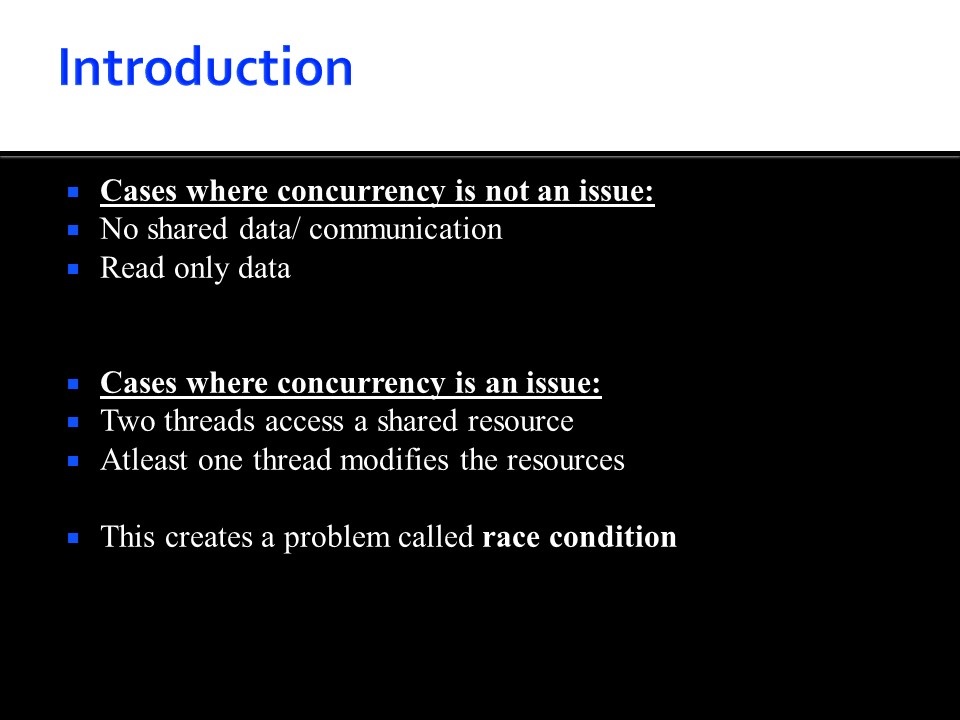 Introduction
Cases where concurrency is not an issue:
No shared data/ communication
Read only data
Cases where concurrency is an issue:
Two threads access a shared resource
Atleast one thread modifies the resources
This creates a problem called race condition